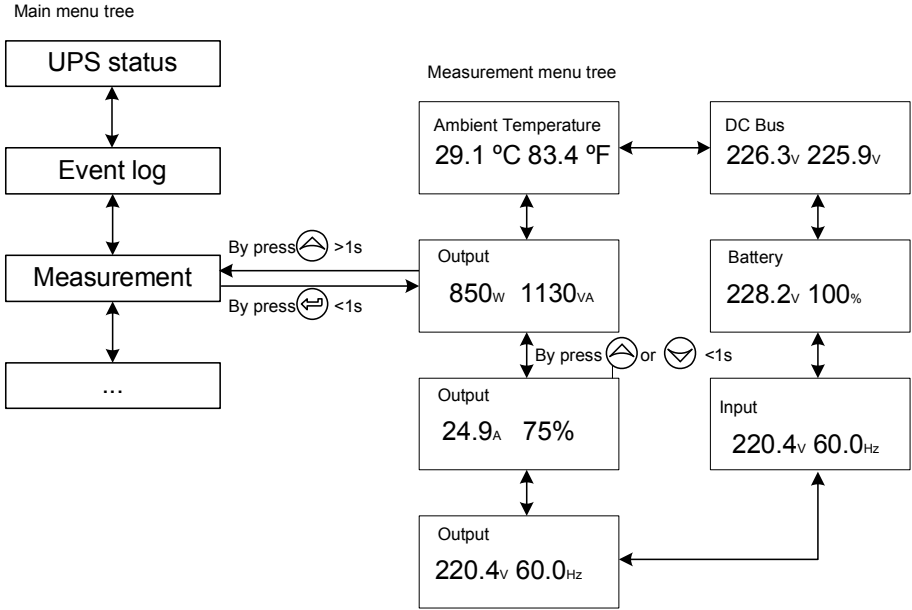 Main menu tree
UPS status
Event log
Measurement
...
By press >1s
By press <1s
Measurement menu tree
Ambient Temperature
29.1 ºC 83.4 ºF
DC Bus
226.3V 225.9V
Output
850W 1130VA
Battery
228.2V 100%
By press or <1s
Output
24.9A 75%
Input
220.4V 60.0Hz
Output
220.4V 60.0Hz